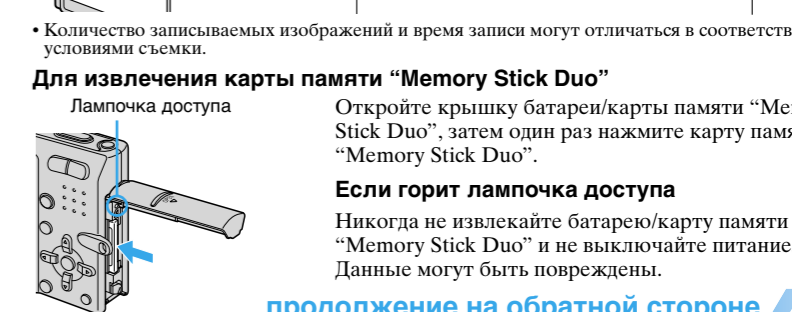 • Количество записываемых изображений и время записи могут отличаться в
условиями съемки.
Для извлечения карты памяти “Memory Stick Duo”
Лампочка доступа
Откройте крышку батареи/карты памяти
Stick Duo”, затем один раз нажмите карту
“Memory Stick Duo”.
Если горит лампочка доступа
Никогда не извлекайте батарею/карту памяти
“Memory Stick Duo” и не выключайте питание
Данные могут быть повреждены.
продолжение на обратной стороне